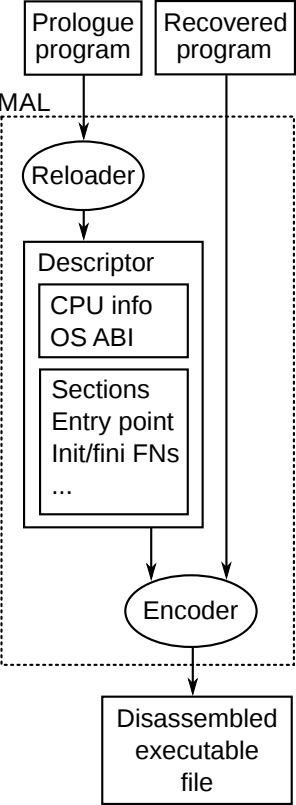 Prologue
program
Recovered
program
MAL
Reloader
Descriptor
CPU info
OS ABI
Sections
Entry point
Init/fini FNs
...
Encoder
Disassembled
executable
file